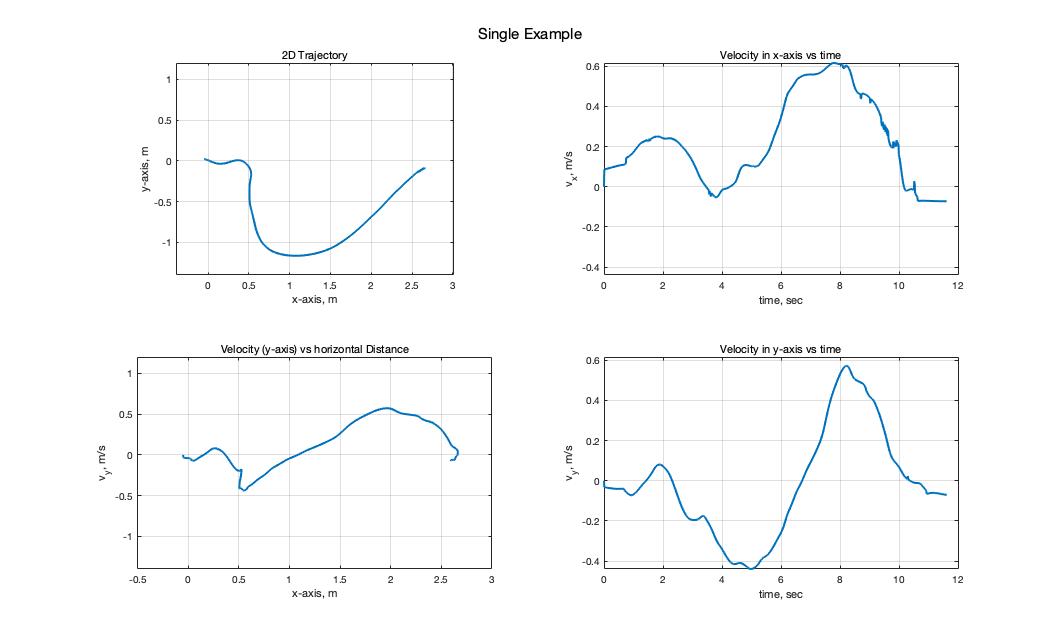 Single Example
2D Trajectory
1
0.5
0
-0.5
-1
y-axis, m
0 0.5 1 1.5 2 2.5 3
x-axis, m
Velocity in x-axis vs time
0.6
0.4
0.2
0
-0.2
-0.4
vx, m/s
0 2 4 6 8 10 12
time, sec
Velocity (y-axis) vs horizontal Distance
1
0.5
0
-0.5
-1
vy, m/s
-0.5 0 0.5 1 1.5 2 2.5 3
x-axis, m
Velocity in y-axis vs time
0.6
0.4
0.2
0
-0.2
-0.4
vy, m/s
0 2 4 6 8 10 12
time, sec